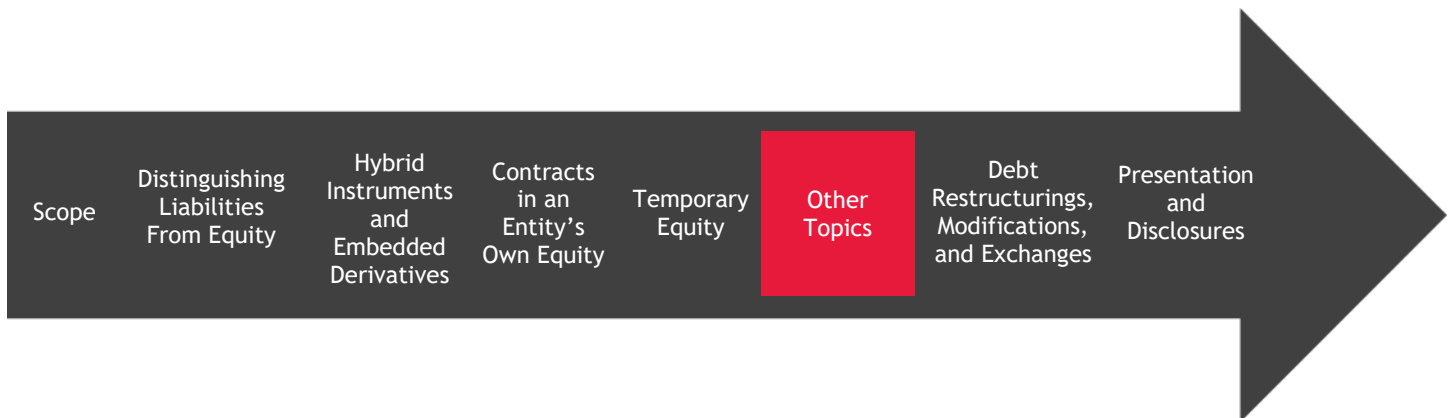 Scope
Distinguishing
Liabilities
From Equity
Hybrid
Instruments
and
Embedded
Derivatives
Contracts
in an
Entity’s
Own Equity
Temporary
Equity
Other
Topics
Debt
Restructurings,
Modifications,
and Exchanges
Presentation
and
Disclosures